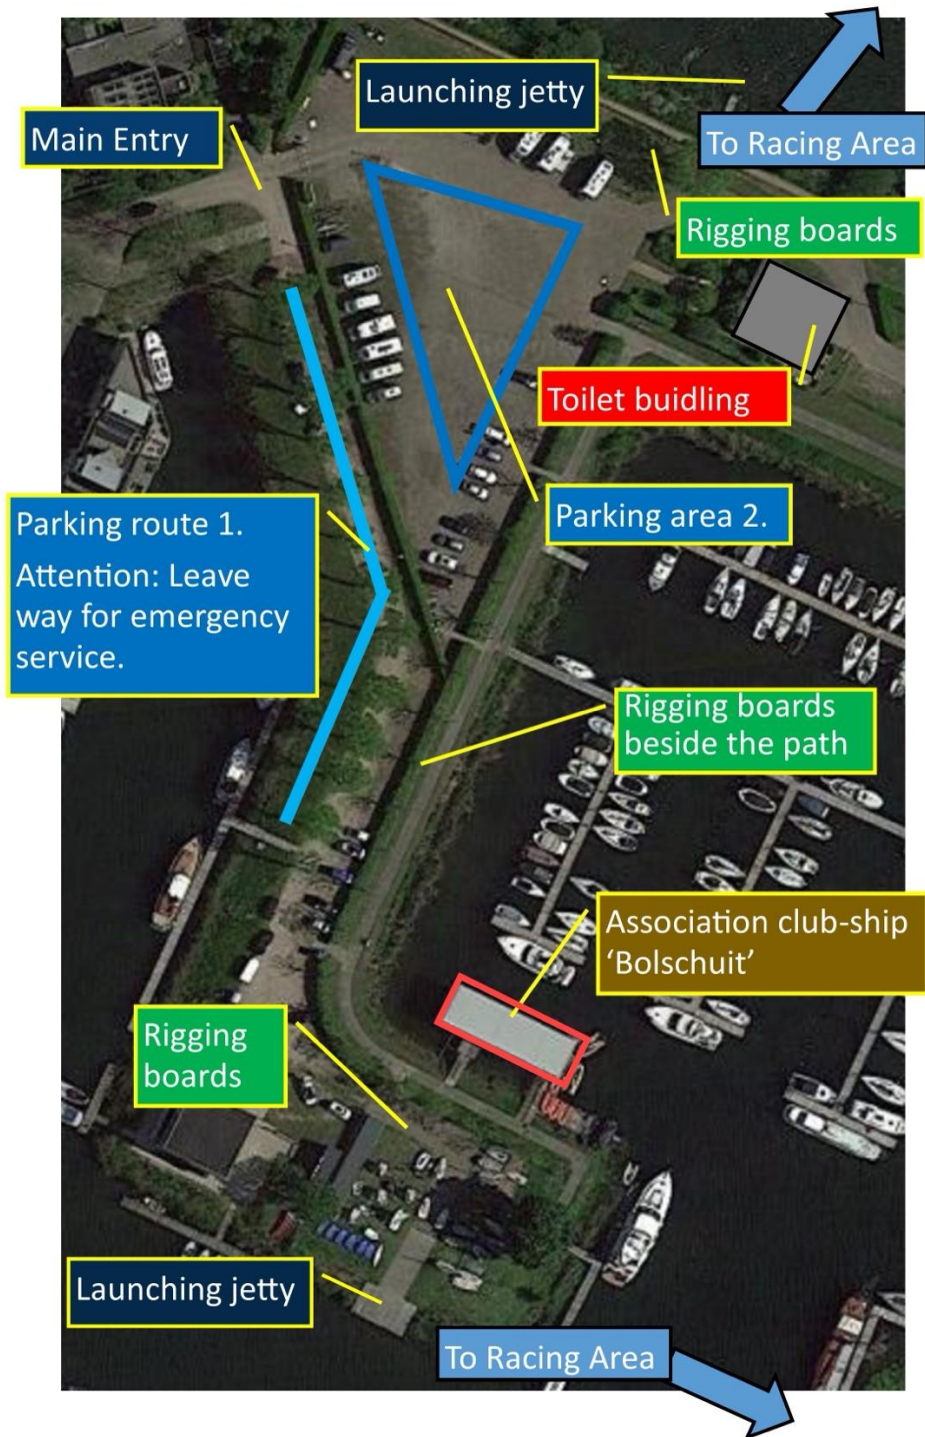 Launching jetty
Main Entry
To Racing Area
Rigging boards
Toilet buidling
Parking route 1.
Attention: Leave
way for emergency
service.
Parking area 2.
Rigging boards
beside the path
Association club-ship
‘Bolschuit’
Rigging
boards
Launching jetty
To Racing Area